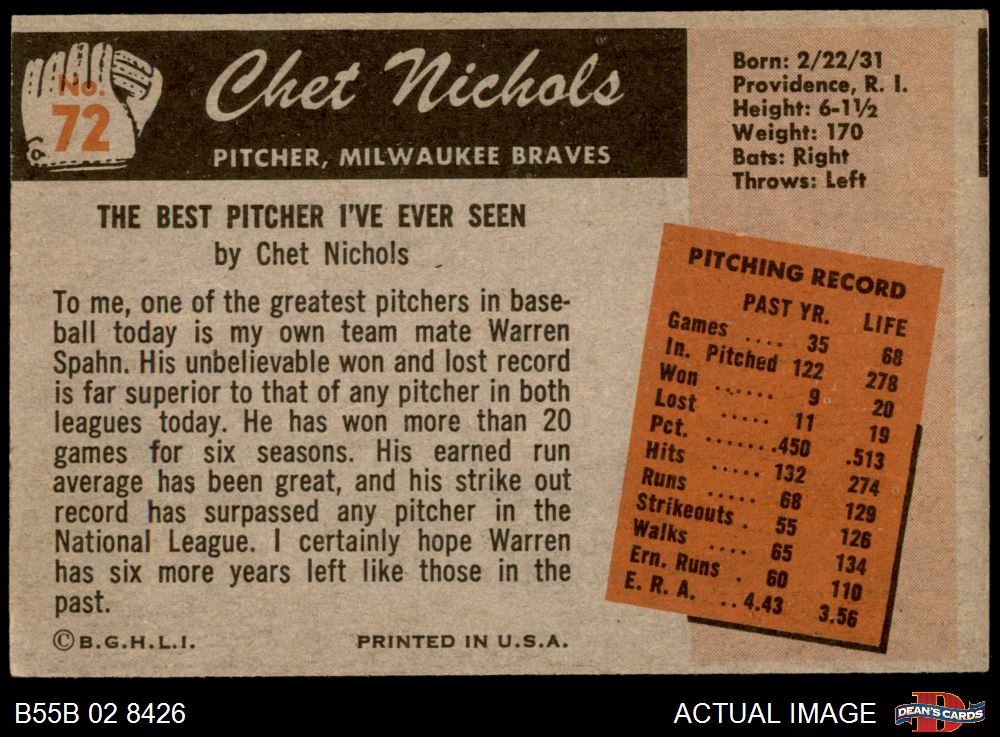 No.
72
Chet Nichols
PITCHER, MILWAUKEE BRAVES
Born: 2/22/31
Providence, R. I.
Height: 6-1½
Weight: 170
Bats: Right
Throws: Left
THE BEST PITCHER I'VE EVER SEEN
by Chet Nichols
To me, one of the greatest pitchers in base-
ball today is my own team mate Warren
Spahn. His unbelievable won and lost record
is far superior to that of any pitcher in both
leagues today. He has won more than 20
games for six seasons. His earned run
average has been great, and his strike out
record has surpassed any pitcher in the
National League. I certainly hope Warren
has six more years left like those in the
past.
©B.G.H.L.I. PRINTED IN U.S.A.
PITCHING RECORD
PAST YR. LIFE
Games .... 35 68
In. Pitched 122 278
Won ...... 9 20
Lost ..... 11 19
Pct. .......450 .513
Hits ..... 132 274
Runs ..... 68 129
Strikeouts . 55 126
Walks .... 65 134
Ern. Runs . 60 110
E. R. A. ..4.43 3.56
B55B 02 8426
ACTUAL IMAGE
D
DEAN'S CARDS